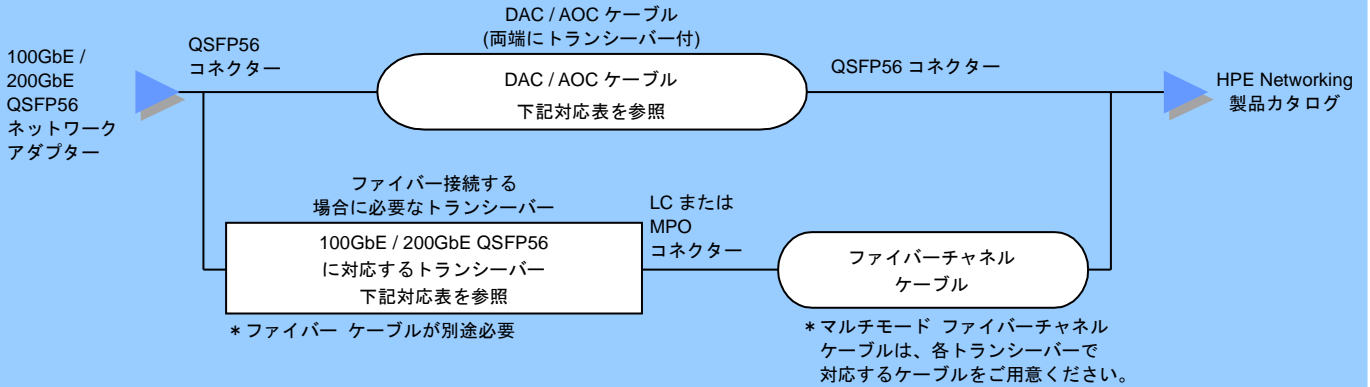 100GbE /
200GbE
QSFP56
ネットワーク
アダプター
QSFP56
コネクター
DAC / AOC ケーブル
(両端にトランシーバー付)
DAC / AOC ケーブル
下記対応表を参照
QSFP56 コネクター
HPE Networking
製品カタログ
ファイバー接続する
場合に必要なトランシーバー
100GbE / 200GbE QSFP56
に対応するトランシーバー
下記対応表を参照
*ファイバー ケーブルが別途必要
LC または
MPO
コネクター
ファイバーチャネル
ケーブル
*マルチモード ファイバーチャネル
ケーブルは、各トランシーバーで
対応するケーブルをご用意ください。